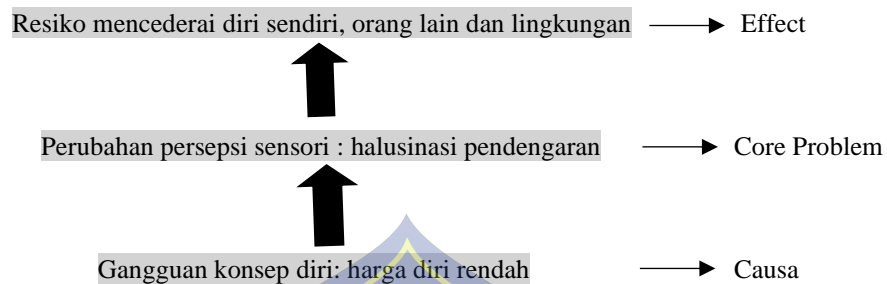 Resiko mencederai diri sendiri, orang lain dan lingkungan Effect
Perubahan persepsi sensori : halusinasi pendengaran Core Problem
Gangguan konsep diri: harga diri rendah Causa